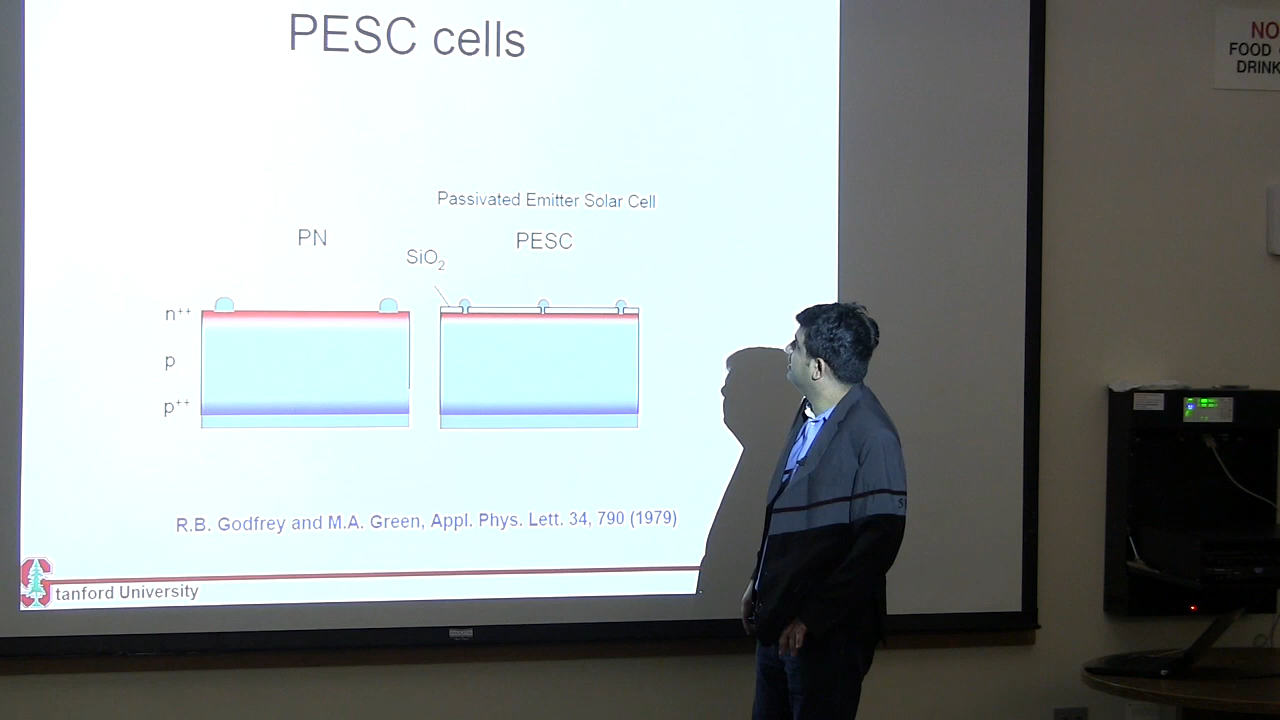 PESC cells
Passivated Emitter Solar Cell
PN
PESC
SiO₂
n⁺⁺
p
p⁺⁺
R.B. Godfrey and M.A. Green, Appl. Phys. Lett. 34, 790 (1979)
Stanford University
NO
FOOD
DRINK